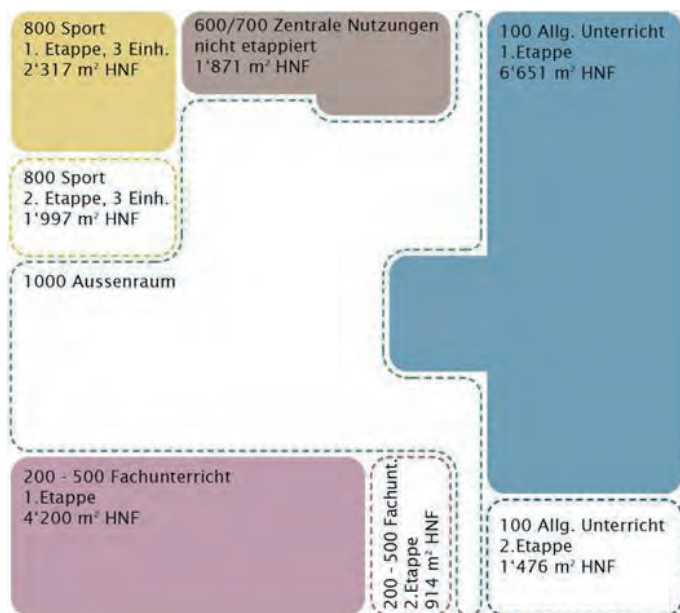 800 Sport
1. Etappe, 3 Einh.
2'317 m² HNF
600/700 Zentrale Nutzungen
nicht etappiert
1'871 m² HNF
100 Allg. Unterricht
1.Etappe
6'651 m² HNF
800 Sport
2. Etappe, 3 Einh.
1'997 m² HNF
1000 Aussenraum
200 - 500 Fachunterricht
1.Etappe
4'200 m² HNF
200 - 500 Fachunt.
2.Etappe
914 m² HNF
100 Allg. Unterricht
2.Etappe
1'476 m² HNF